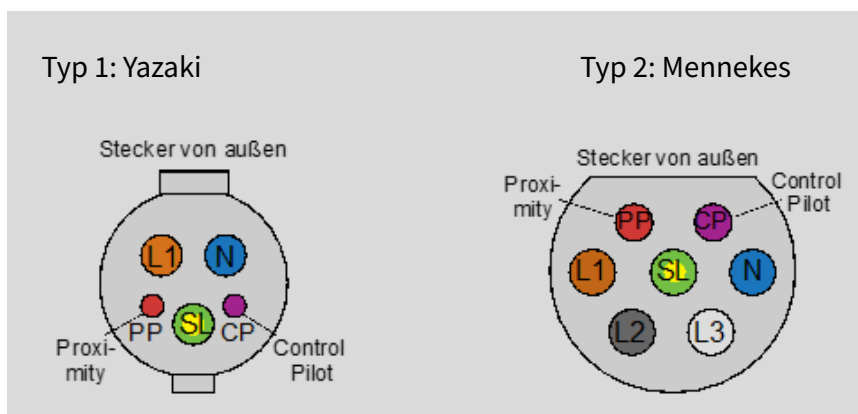 Typ 1: Yazaki
Stecker von außen
L1 N
PP SL CP
Proxi-
mity
Control
Pilot
Typ 2: Mennekes
Stecker von außen
Proxi-
mity
Control
Pilot
PP CP
L1 SL N
L2 L3